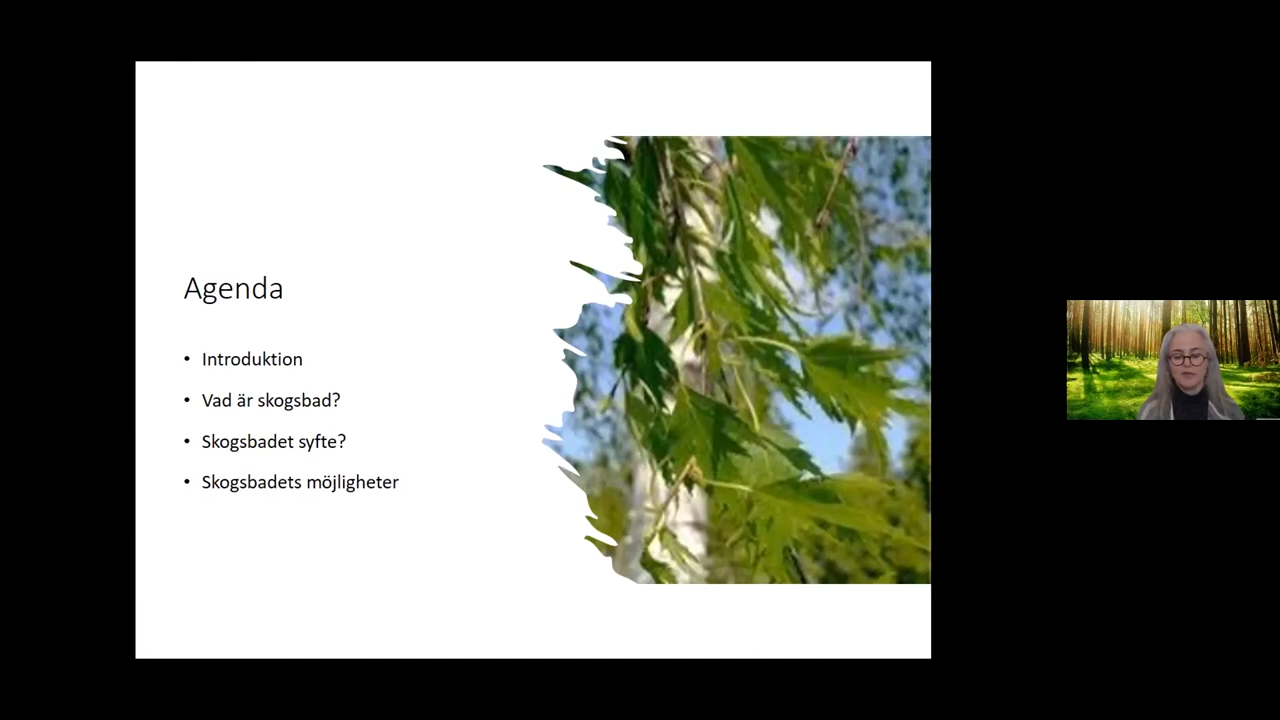 Agenda
• Introduktion
• Vad är skogsbad?
• Skogsbadet syfte?
• Skogsbadets möjligheter